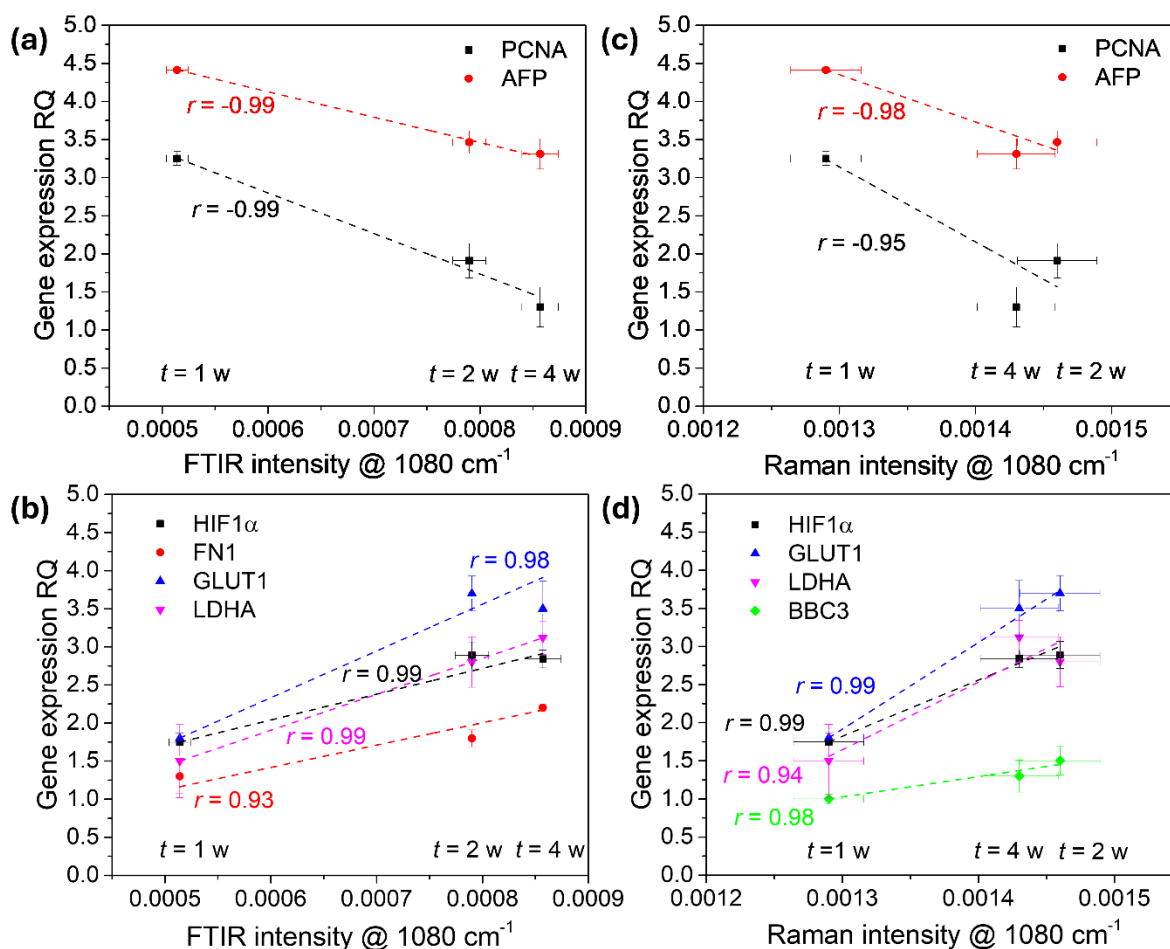 (a)
PCNA
AFP
r = -0.99
r = -0.99
t = 1 w
t = 2 w
t = 4 w
5.0
4.5
4.0
3.5
3.0
2.5
2.0
1.5
1.0
0.5
0.0
Gene expression RQ
0.0005
0.0006
0.0007
0.0008
0.0009
FTIR intensity @ 1080 cm⁻¹
(c)
PCNA
AFP
r = -0.98
r = -0.95
t = 1 w
t = 4 w
t = 2 w
5.0
4.5
4.0
3.5
3.0
2.5
2.0
1.5
1.0
0.5
0.0
Gene expression RQ
0.0012
0.0013
0.0014
0.0015
Raman intensity @ 1080 cm⁻¹
(b)
HIF1α
FN1
GLUT1
LDHA
r = 0.98
r = 0.99
r = 0.99
r = 0.93
t = 1 w
t = 2 w
t = 4 w
5.0
4.5
4.0
3.5
3.0
2.5
2.0
1.5
1.0
0.5
0.0
Gene expression RQ
0.0005
0.0006
0.0007
0.0008
0.0009
FTIR intensity @ 1080 cm⁻¹
(d)
HIF1α
GLUT1
LDHA
BBC3
r = 0.99
r = 0.99
r = 0.94
r = 0.98
t =1 w
t = 4 w
t = 2 w
5.0
4.5
4.0
3.5
3.0
2.5
2.0
1.5
1.0
0.5
0.0
Gene expression RQ
0.0012
0.0013
0.0014
0.0015
Raman intensity @ 1080 cm⁻¹